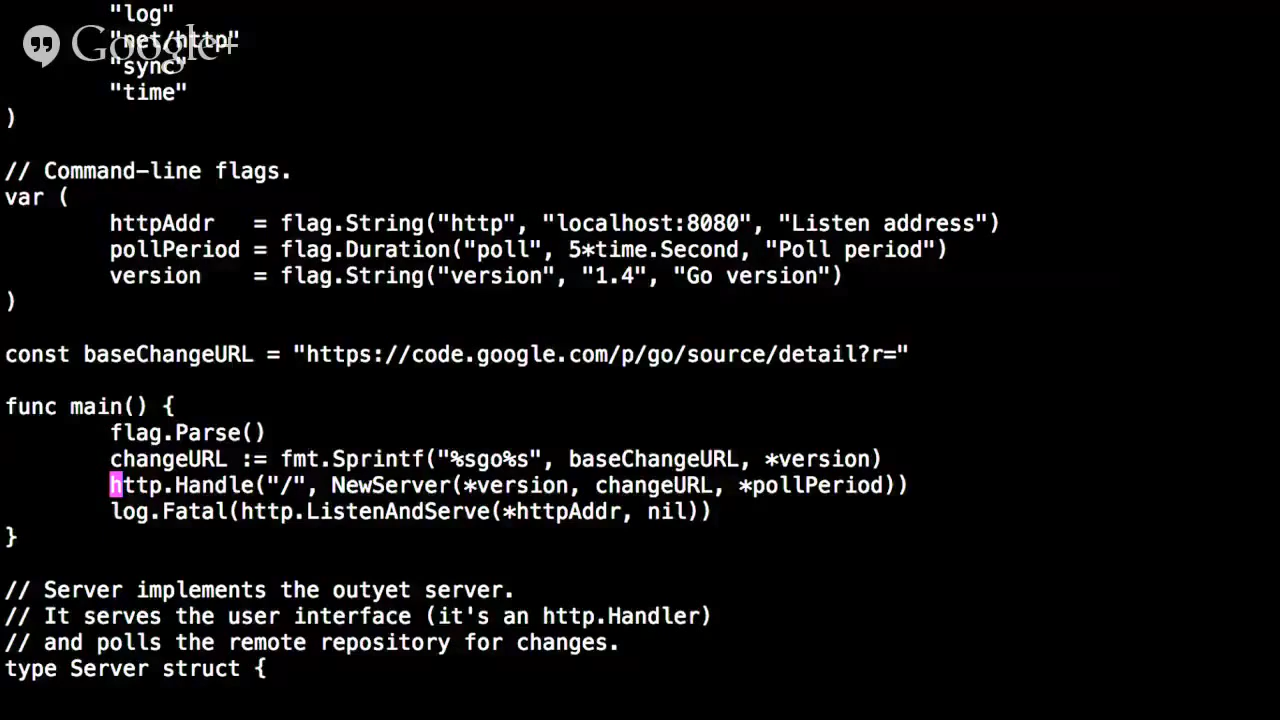 "log"
Google+
"net/http"
"sync"
"time"
)
// Command-line flags.
var (
httpAddr   = flag.String("http", "localhost:8080", "Listen address")
pollPeriod = flag.Duration("poll", 5*time.Second, "Poll period")
version    = flag.String("version", "1.4", "Go version")
)
const baseChangeURL = "https://code.google.com/p/go/source/detail?r="
func main() {
flag.Parse()
changeURL := fmt.Sprintf("%sgo%s", baseChangeURL, *version)
http.Handle("/", NewServer(*version, changeURL, *pollPeriod))
log.Fatal(http.ListenAndServe(*httpAddr, nil))
}
// Server implements the outyet server.
// It serves the user interface (it's an http.Handler)
// and polls the remote repository for changes.
type Server struct {